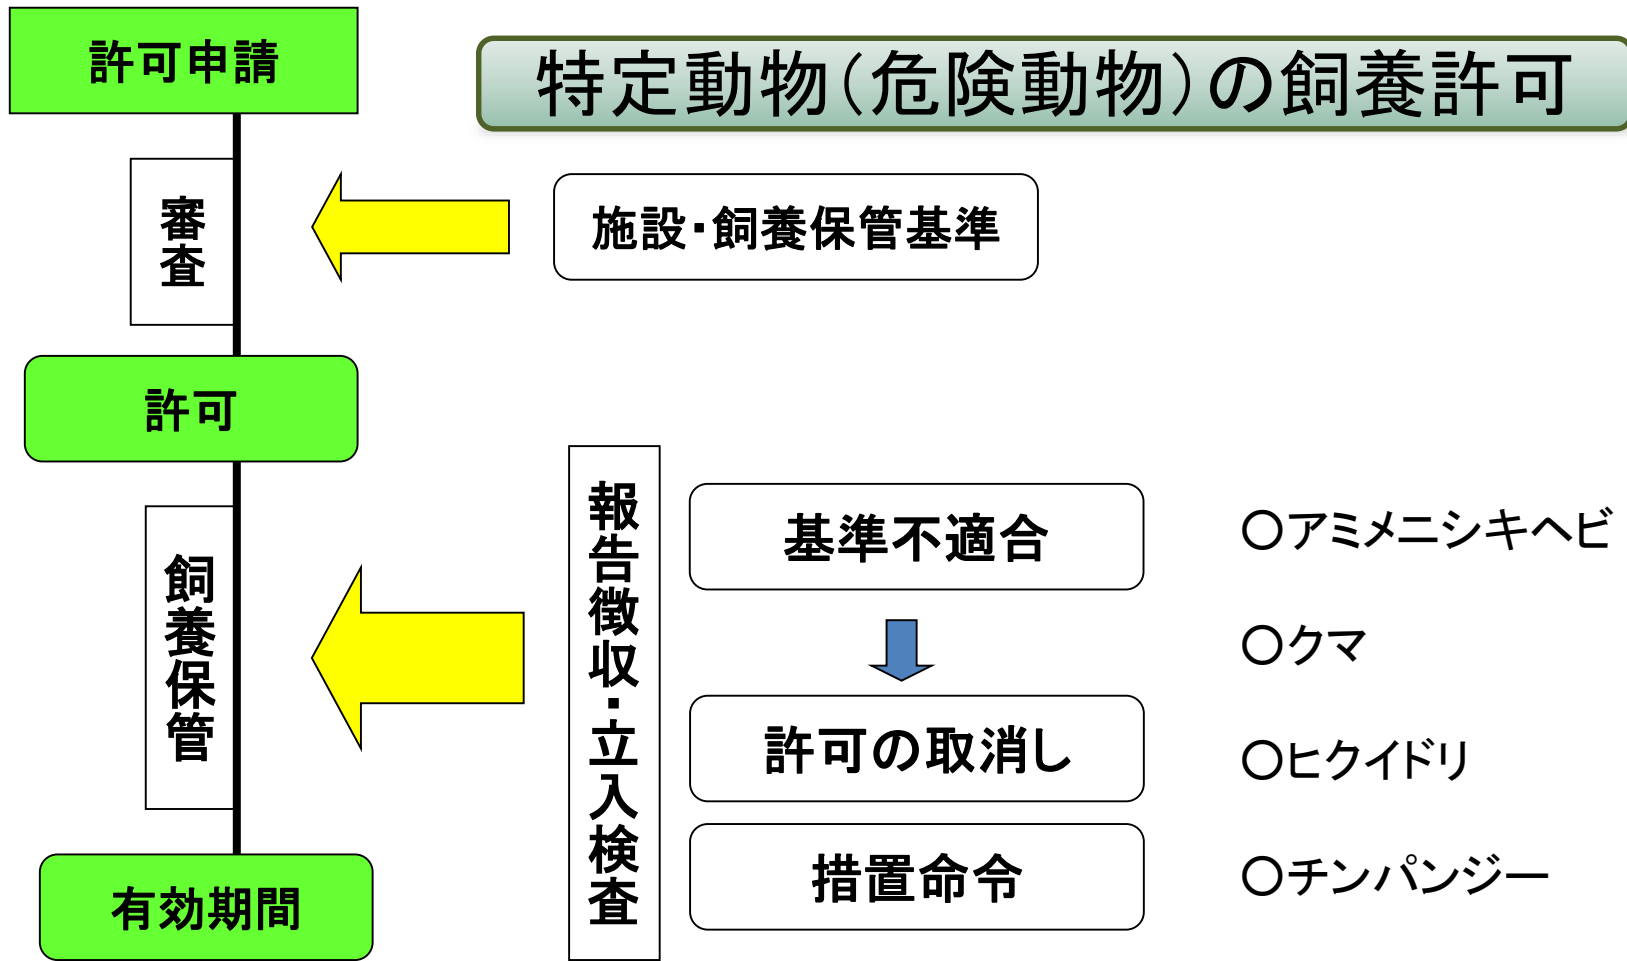 許可申請
特定動物(危険動物)の飼養許可
審査
施設・飼養保管基準
許可
飼養保管
報告徴収・立入検査
基準不適合
許可の取消し
措置命令
○アミメニシキヘビ
○クマ
○ヒクイドリ
○チンパンジー
有効期間